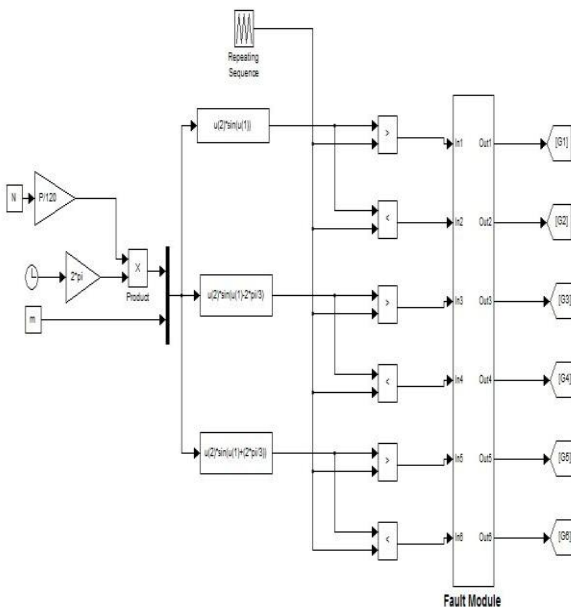 Repeating
Sequence
u(2)*sin(u(1))
>
In1
Out1
[G1]
P/120
N
<
In2
Out2
[G2]
X
2*pi
Product
u(2)*sin(u(1)-2*pi/3)
>
In3
Out3
[G3]
m
<
In4
Out4
[G4]
u(2)*sin(u(1)+(2*pi/3))
>
In5
Out5
[G5]
<
In6
Out6
[G6]
Fault Module